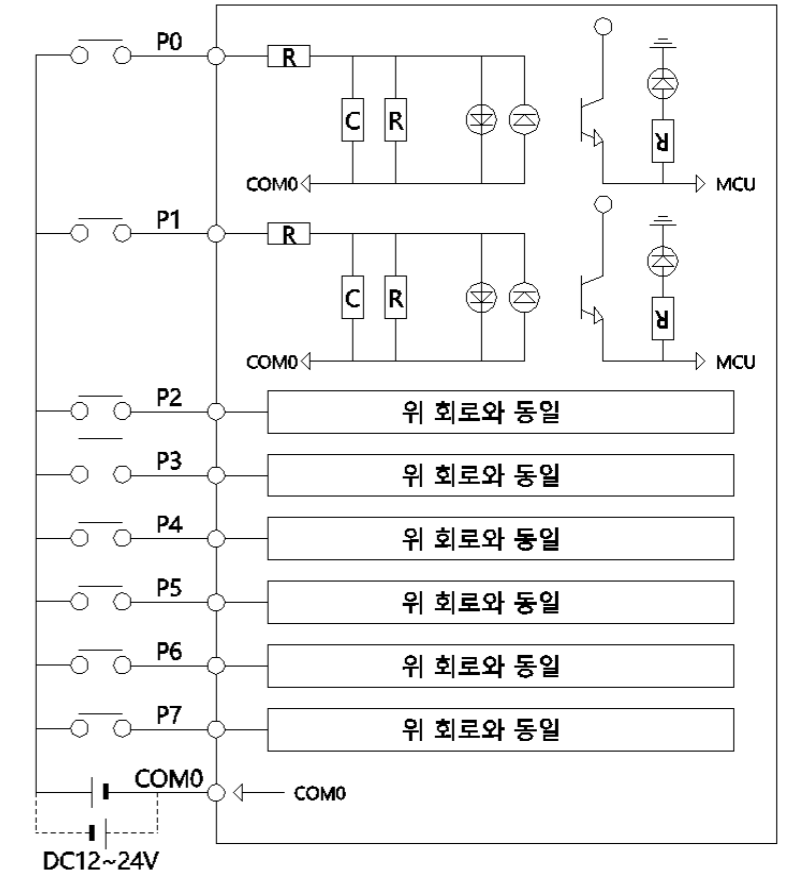 P0
R
C
R
R
COM0
MCU
P1
R
C
R
R
COM0
MCU
P2
위 회로와 동일
P3
위 회로와 동일
P4
위 회로와 동일
P5
위 회로와 동일
P6
위 회로와 동일
P7
위 회로와 동일
COM0
COM0
DC12~24V